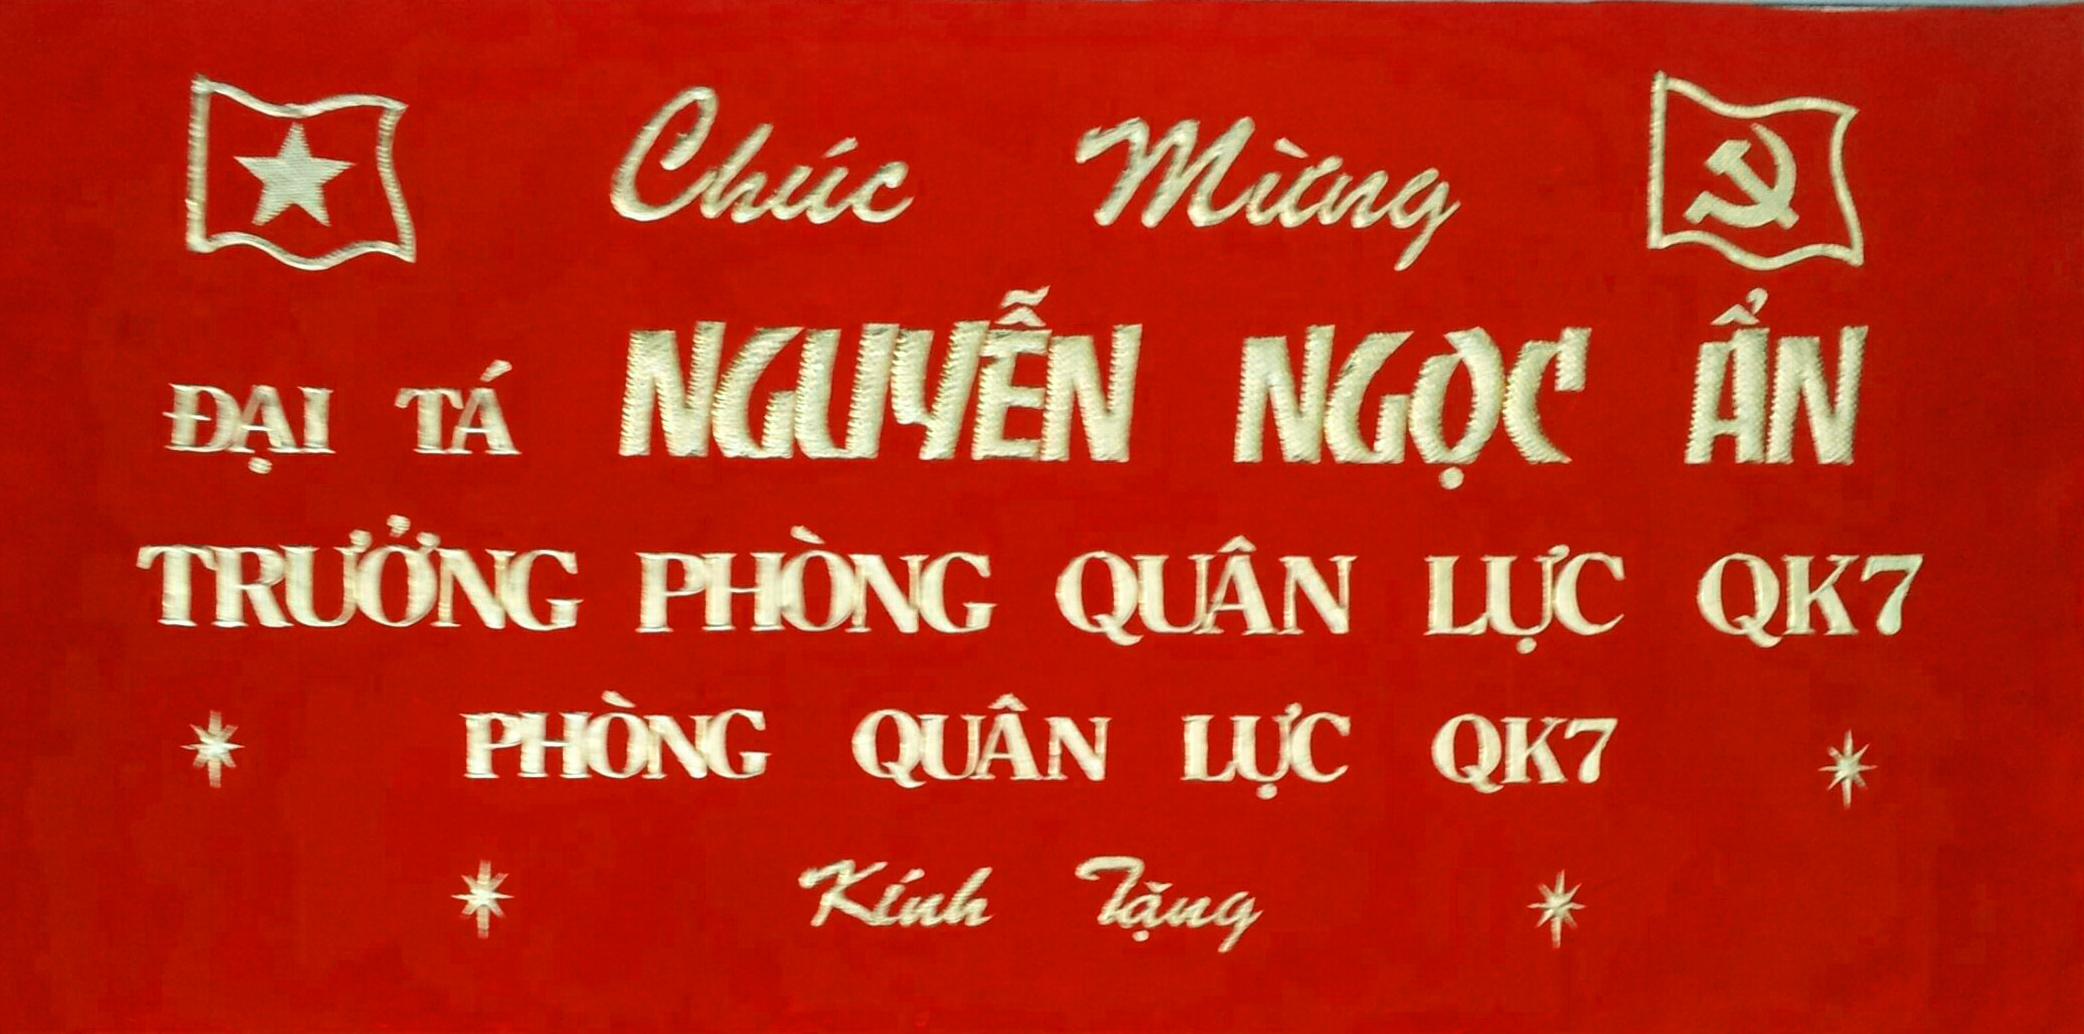 Chúc Mừng
ĐẠI TÁ NGUYỄN NGỌC ẨN
TRƯỞNG PHÒNG QUÂN LỰC QK7
PHÒNG QUÂN LỰC QK7
Kính Tặng